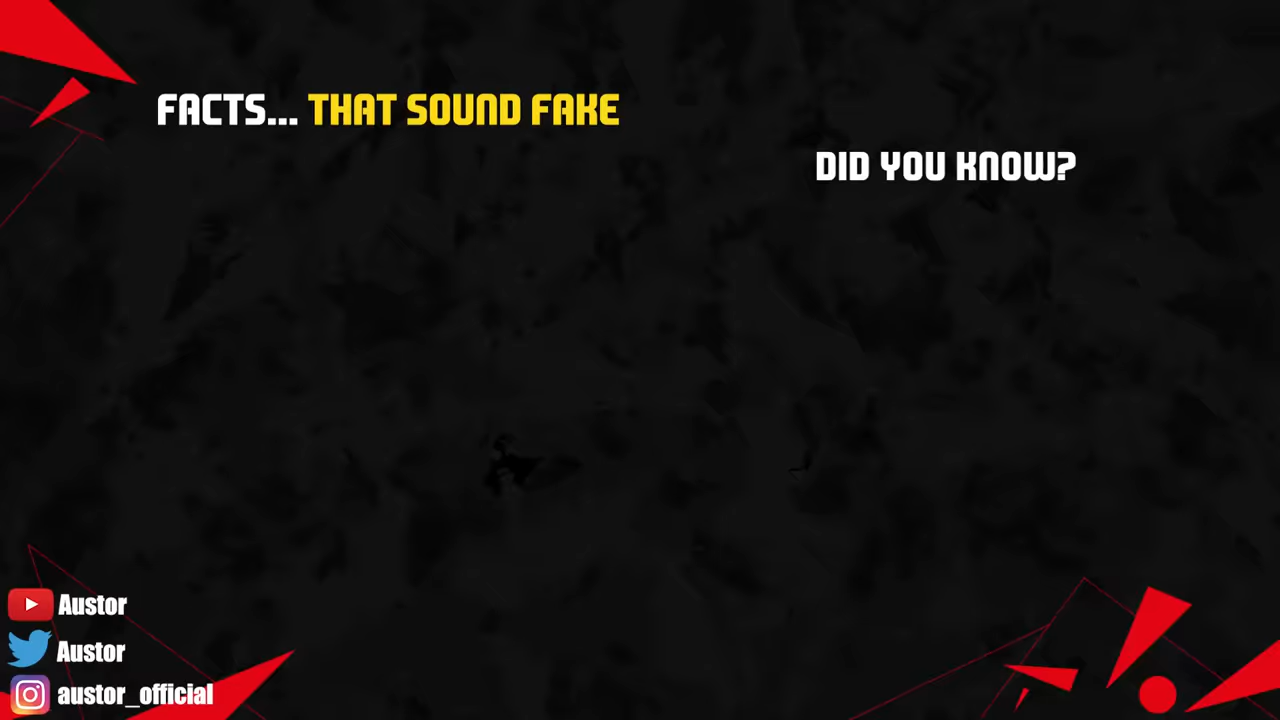 FACTS... THAT SOUND FAKE
DID YOU KNOW?
Austor
Austor
austor_official